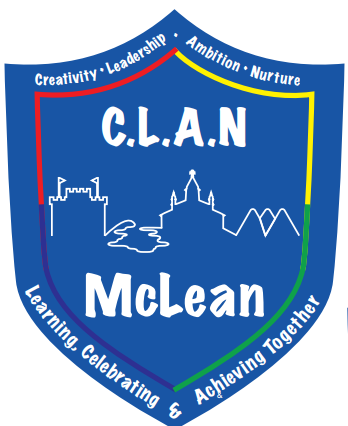 Creativity · Leadership · Ambition · Nurture
C.L.A.N
McLean
Learning, Celebrating & Achieving Together